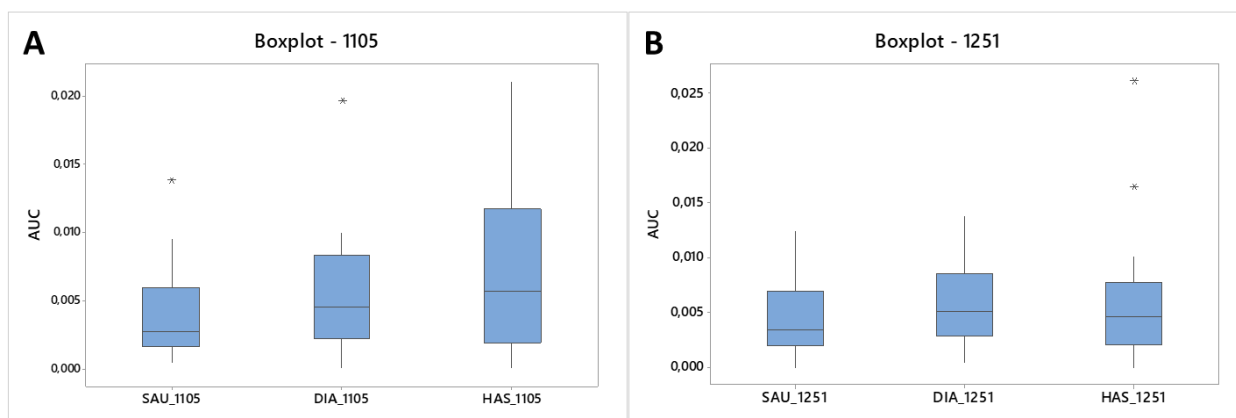 A
Boxplot - 1105
AUC
0,020
0,015
0,010
0,005
0,000
SAU_1105 DIA_1105 HAS_1105
B
Boxplot - 1251
AUC
0,025
0,020
0,015
0,010
0,005
0,000
SAU_1251 DIA_1251 HAS_1251